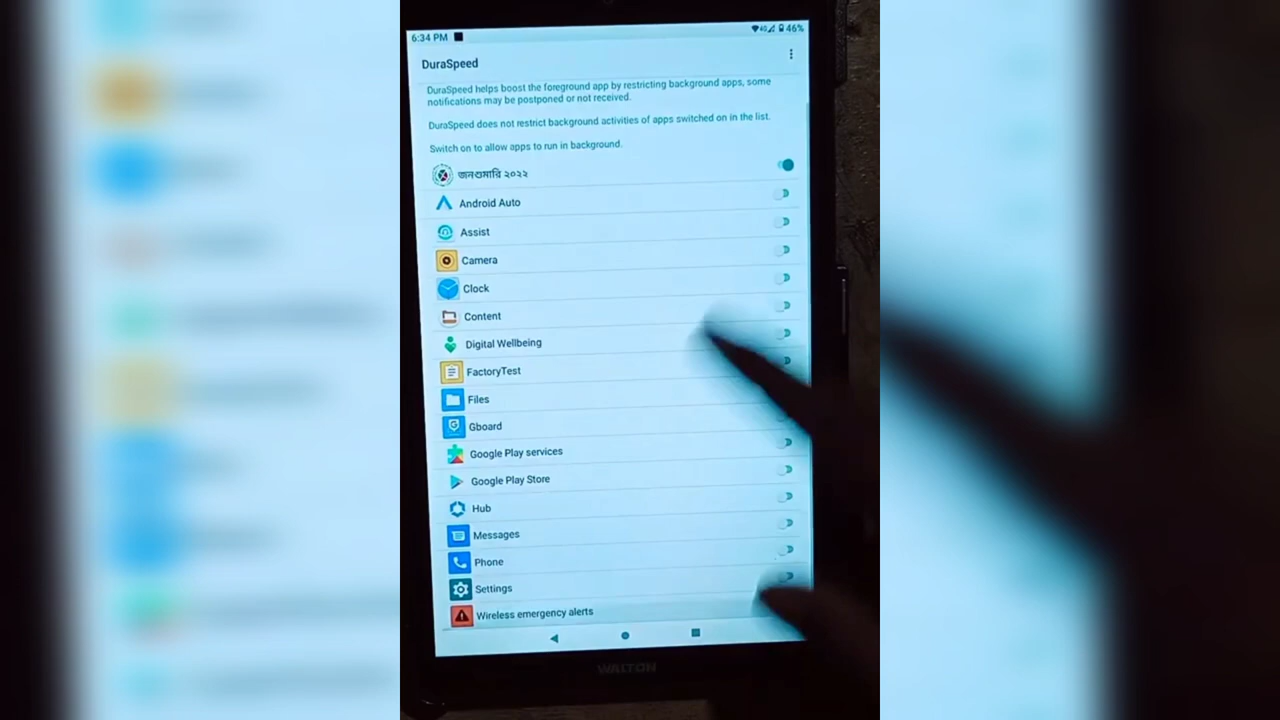 6:34 PM
4G 46%
DuraSpeed
DuraSpeed helps boost the foreground app by restricting background apps, some
notifications may be postponed or not received.
DuraSpeed does not restrict background activities of apps switched on in the list.
Switch on to allow apps to run in background.
জনশুমারি ২০২২
Android Auto
Assist
Camera
Clock
Content
Digital Wellbeing
FactoryTest
Files
Gboard
Google Play services
Google Play Store
Hub
Messages
Phone
Settings
Wireless emergency alerts
WALTON